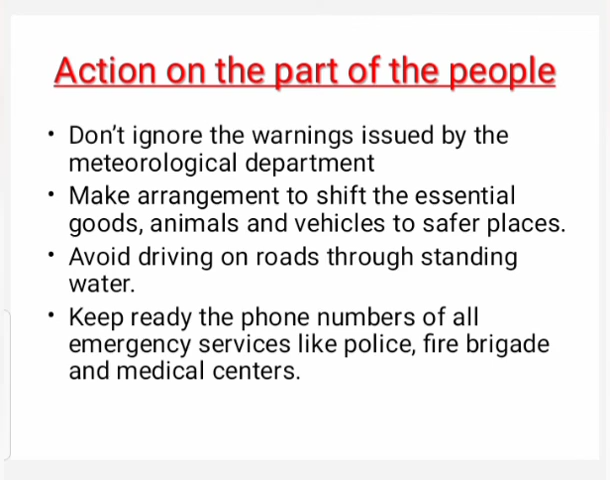 Action on the part of the people
• Don't ignore the warnings issued by the
meteorological department
• Make arrangement to shift the essential
goods, animals and vehicles to safer places.
• Avoid driving on roads through standing
water.
• Keep ready the phone numbers of all
emergency services like police, fire brigade
and medical centers.